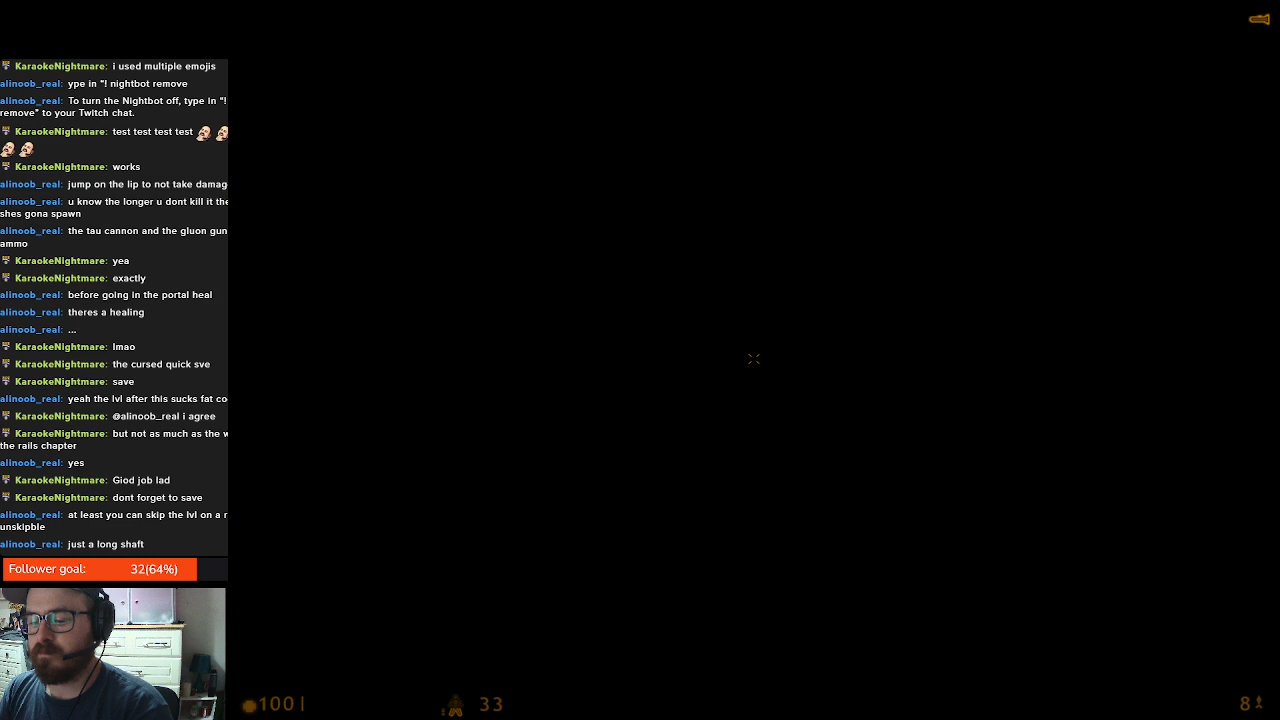 KaraokeNightmare: i used multiple emojis
alinoob_real: ype in "! nightbot remove
alinoob_real: To turn the Nightbot off, type in "!
remove" to your Twitch chat.
KaraokeNightmare: test test test test
KaraokeNightmare: works
alinoob_real: jump on the lip to not take damag
alinoob_real: u know the longer u dont kill it the
shes gona spawn
alinoob_real: the tau cannon and the gluon gun
ammo
KaraokeNightmare: yea
KaraokeNightmare: exactly
alinoob_real: before going in the portal heal
alinoob_real: theres a healing
alinoob_real: ...
KaraokeNightmare: lmao
KaraokeNightmare: the cursed quick sve
KaraokeNightmare: save
alinoob_real: yeah the lvl after this sucks fat co
KaraokeNightmare: @alinoob_real i agree
KaraokeNightmare: but not as much as the w
the rails chapter
alinoob_real: yes
KaraokeNightmare: Giod job lad
KaraokeNightmare: dont forget to save
alinoob_real: at least you can skip the lvl on a r
unskipble
alinoob_real: just a long shaft
Follower goal: 32(64%)
100 33 8